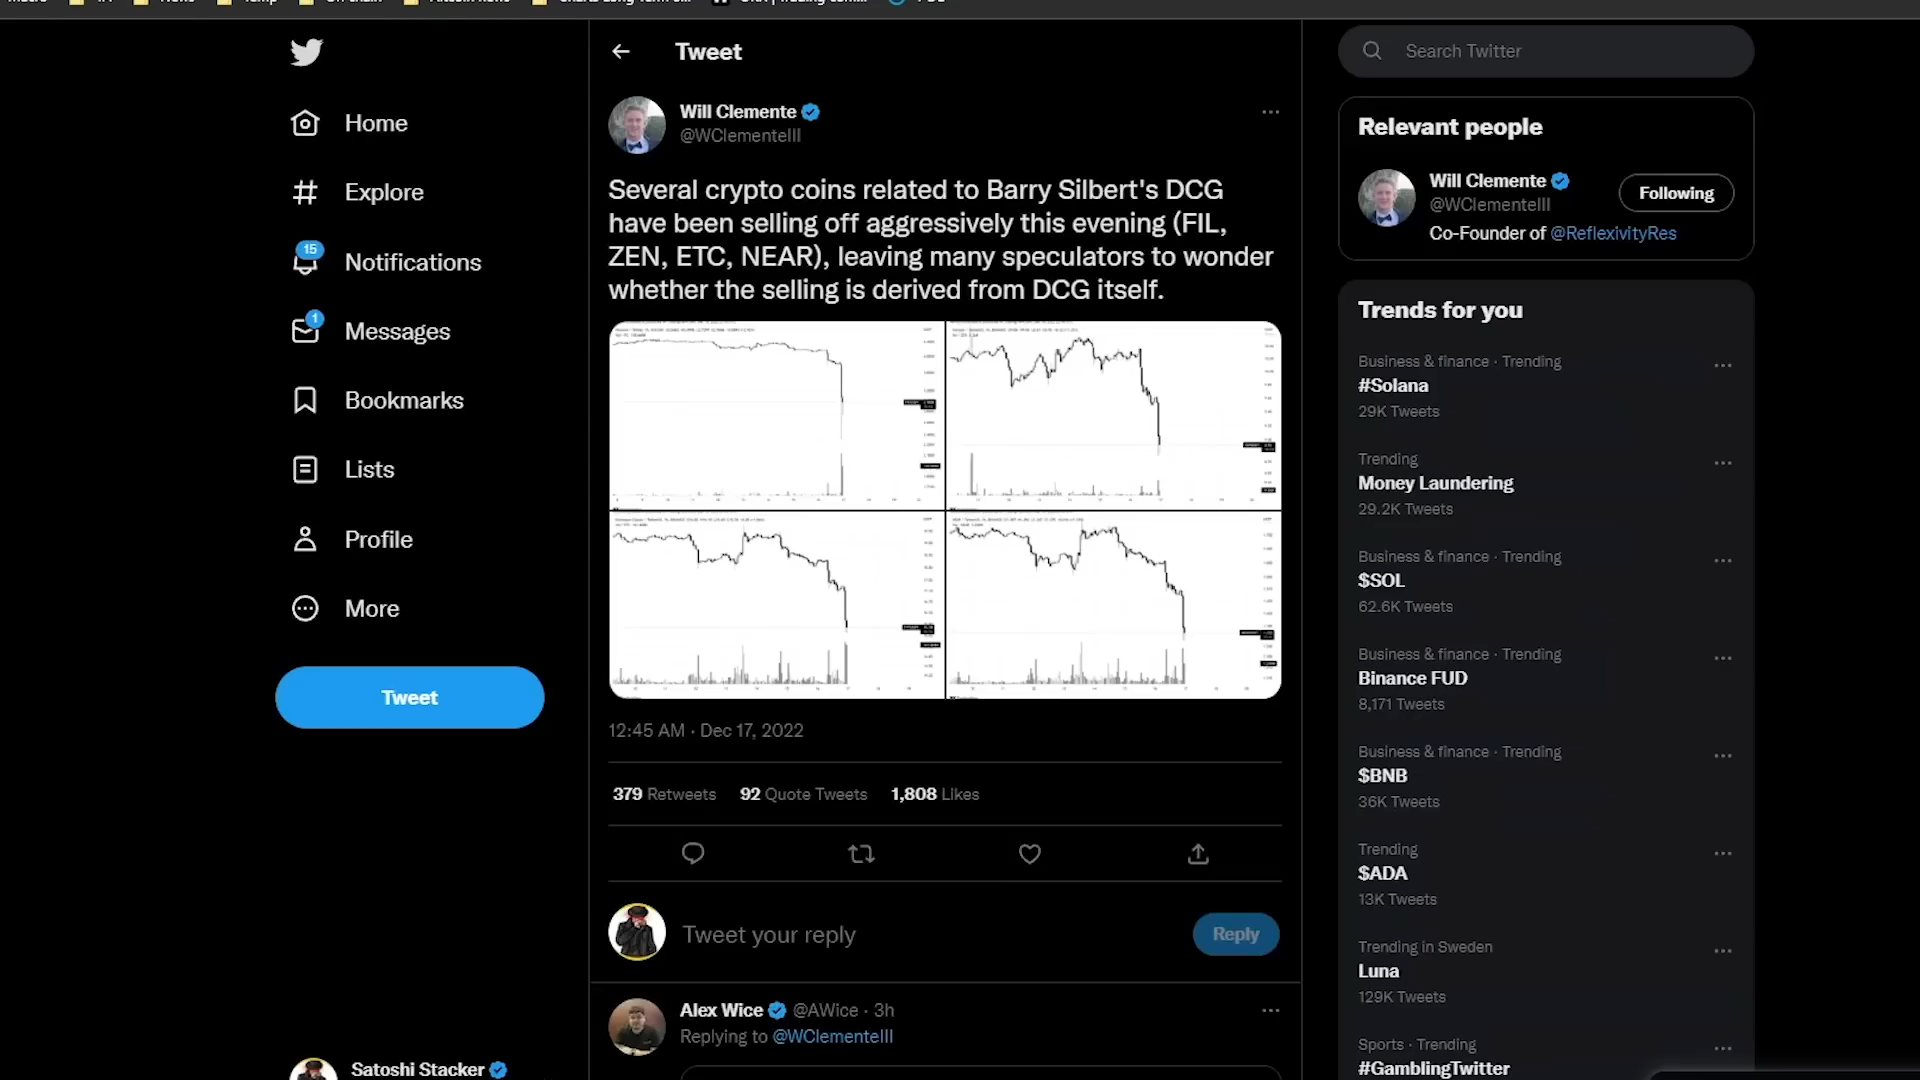 Tweet
Search Twitter
Home
Explore
15
Notifications
1
Messages
Bookmarks
Lists
Profile
More
Tweet
Will Clemente
@WClementeIII
Several crypto coins related to Barry Silbert's DCG
have been selling off aggressively this evening (FIL,
ZEN, ETC, NEAR), leaving many speculators to wonder
whether the selling is derived from DCG itself.
12:45 AM · Dec 17, 2022
379 Retweets 92 Quote Tweets 1,808 Likes
Tweet your reply
Reply
Alex Wice @AWice · 3h
Replying to @WClementeIII
Satoshi Stacker
Relevant people
Will Clemente
@WClementeIII
Following
Co-Founder of @ReflexivityRes
Trends for you
Business & finance · Trending
#Solana
29K Tweets
Trending
Money Laundering
29.2K Tweets
Business & finance · Trending
$SOL
62.6K Tweets
Business & finance · Trending
Binance FUD
8,171 Tweets
Business & finance · Trending
$BNB
36K Tweets
Trending
$ADA
13K Tweets
Trending in Sweden
Luna
129K Tweets
Sports · Trending
#GamblingTwitter